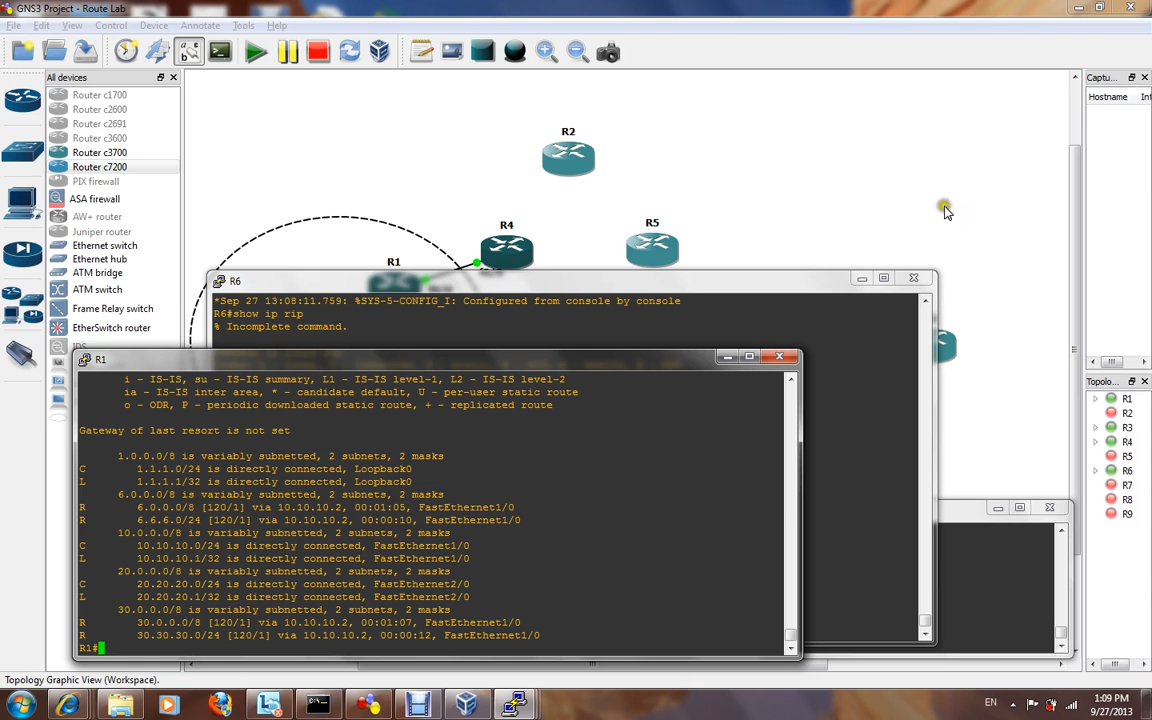 GNS3 Project - Route Lab
File Edit View Control Device Annotate Tools Help
All devices
Router c1700
Router c2600
Router c2691
Router c3600
Router c3700
Router c7200
PIX firewall
ASA firewall
AW+ router
Juniper router
Ethernet switch
Ethernet hub
ATM bridge
ATM switch
Frame Relay switch
EtherSwitch router
R2
R4
R5
R1
R6
*Sep 27 13:08:11.759: %SYS-5-CONFIG_I: Configured from console by console
R6#show ip rip
% Incomplete command.
R1
i - IS-IS, su - IS-IS summary, L1 - IS-IS level-1, L2 - IS-IS level-2
ia - IS-IS inter area, * - candidate default, U - per-user static route
o - ODR, P - periodic downloaded static route, + - replicated route
Gateway of last resort is not set
1.0.0.0/8 is variably subnetted, 2 subnets, 2 masks
C 1.1.1.0/24 is directly connected, Loopback0
L 1.1.1.1/32 is directly connected, Loopback0
6.0.0.0/8 is variably subnetted, 2 subnets, 2 masks
R 6.0.0.0/8 [120/1] via 10.10.10.2, 00:01:05, FastEthernet1/0
R 6.6.6.0/24 [120/1] via 10.10.10.2, 00:00:10, FastEthernet1/0
10.0.0.0/8 is variably subnetted, 2 subnets, 2 masks
C 10.10.10.0/24 is directly connected, FastEthernet1/0
L 10.10.10.1/32 is directly connected, FastEthernet1/0
20.0.0.0/8 is variably subnetted, 2 subnets, 2 masks
C 20.20.20.0/24 is directly connected, FastEthernet2/0
L 20.20.20.1/32 is directly connected, FastEthernet2/0
30.0.0.0/8 is variably subnetted, 2 subnets, 2 masks
R 30.0.0.0/8 [120/1] via 10.10.10.2, 00:01:07, FastEthernet1/0
R 30.30.30.0/24 [120/1] via 10.10.10.2, 00:00:12, FastEthernet1/0
R1#
Captu...
Hostname Int
Topolo...
R1
R2
R3
R4
R5
R6
R7
R8
R9
Topology Graphic View (Workspace).
EN
1:09 PM
9/27/2013